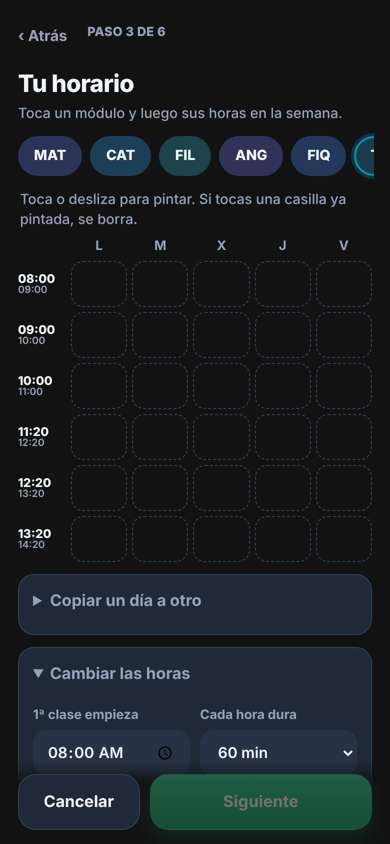 ‹ Atrás PASO 3 DE 6
Tu horario
Toca un módulo y luego sus horas en la semana.
MAT CAT FIL ANG FIQ
Toca o desliza para pintar. Si tocas una casilla ya
pintada, se borra.
L M X J V
08:00
09:00
09:00
10:00
10:00
11:00
11:20
12:20
12:20
13:20
13:20
14:20
▶ Copiar un día a otro
▼ Cambiar las horas
1ª clase empieza Cada hora dura
08:00 AM 60 min
Cancelar Siguiente